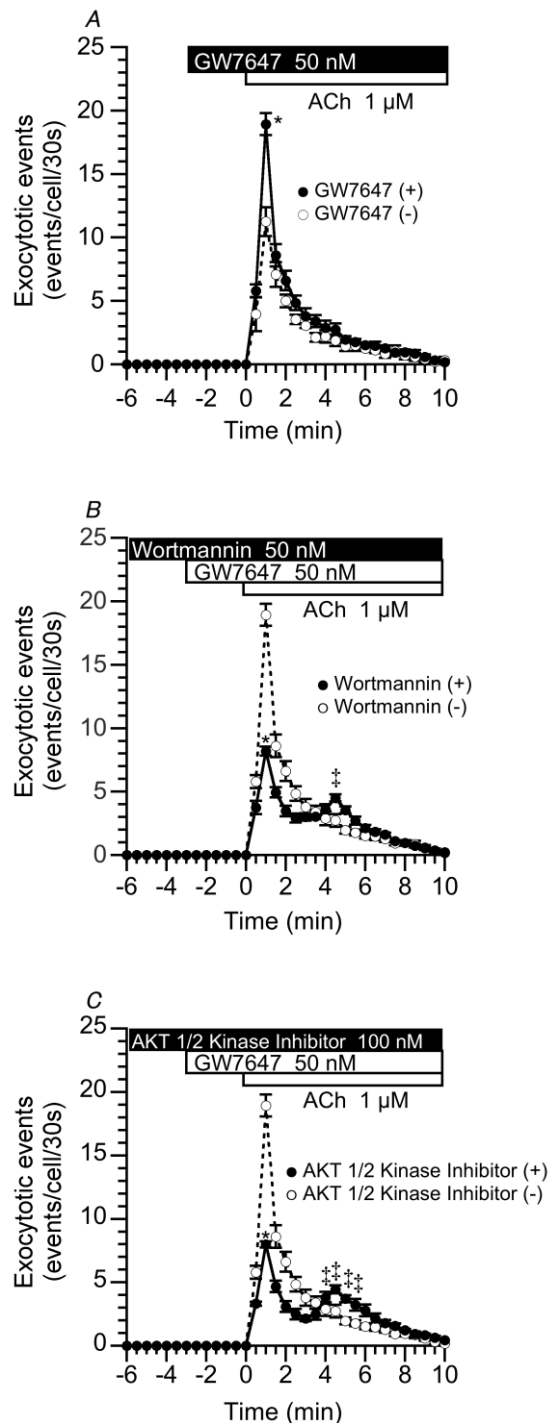 A
25
20
15
10
5
0
Exocytotic events
(events/cell/30s)
GW7647 50 nM
ACh 1 µM
*
GW7647 (+)
GW7647 (-)
-6 -4 -2 0 2 4 6 8 10
Time (min)
B
25
20
15
10
5
0
Exocytotic events
(events/cell/30s)
Wortmannin 50 nM
GW7647 50 nM
ACh 1 µM
Wortmannin (+)
Wortmannin (-)
*
‡
-6 -4 -2 0 2 4 6 8 10
Time (min)
C
25
20
15
10
5
0
Exocytotic events
(events/cell/30s)
AKT 1/2 Kinase Inhibitor 100 nM
GW7647 50 nM
ACh 1 µM
AKT 1/2 Kinase Inhibitor (+)
AKT 1/2 Kinase Inhibitor (-)
*
‡‡‡‡
-6 -4 -2 0 2 4 6 8 10
Time (min)